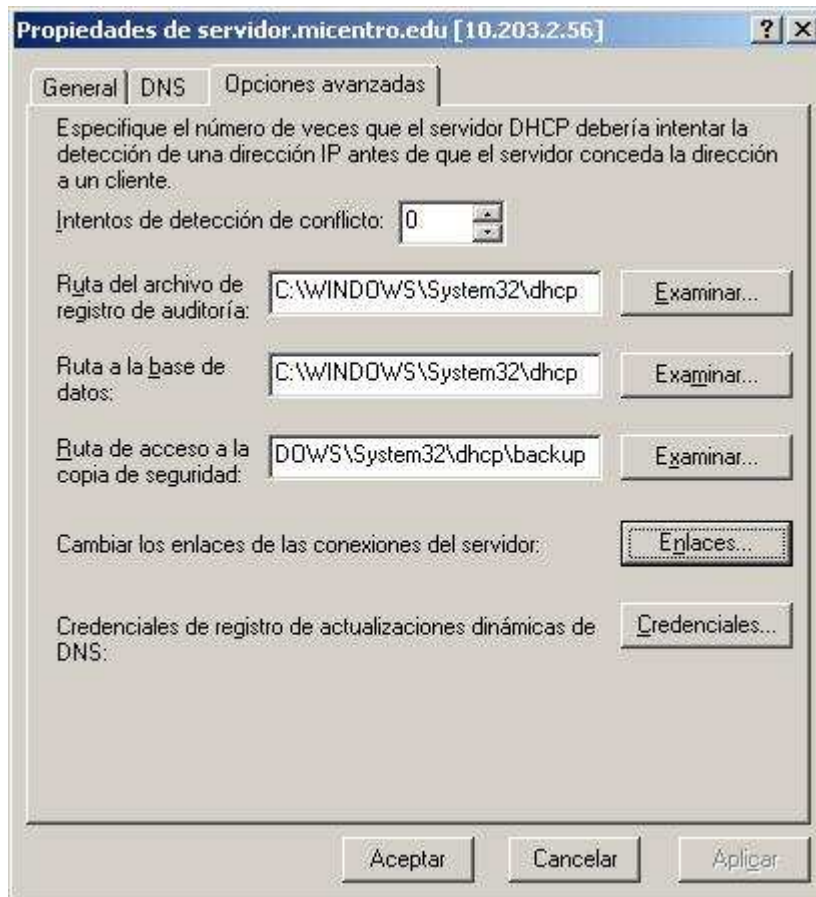 Propiedades de servidor.micentro.edu [10.203.2.56]
General DNS Opciones avanzadas
Especifique el número de veces que el servidor DHCP debería intentar la
detección de una dirección IP antes de que el servidor conceda la dirección
a un cliente.
Intentos de detección de conflicto: 0
Ruta del archivo de
registro de auditoría:
C:\WINDOWS\System32\dhcp
Examinar...
Ruta a la base de
datos:
C:\WINDOWS\System32\dhcp
Examinar...
Ruta de acceso a la
copia de seguridad:
DOWS\System32\dhcp\backup
Examinar...
Cambiar los enlaces de las conexiones del servidor:
Enlaces...
Credenciales de registro de actualizaciones dinámicas de
DNS:
Credenciales...
Aceptar Cancelar Aplicar